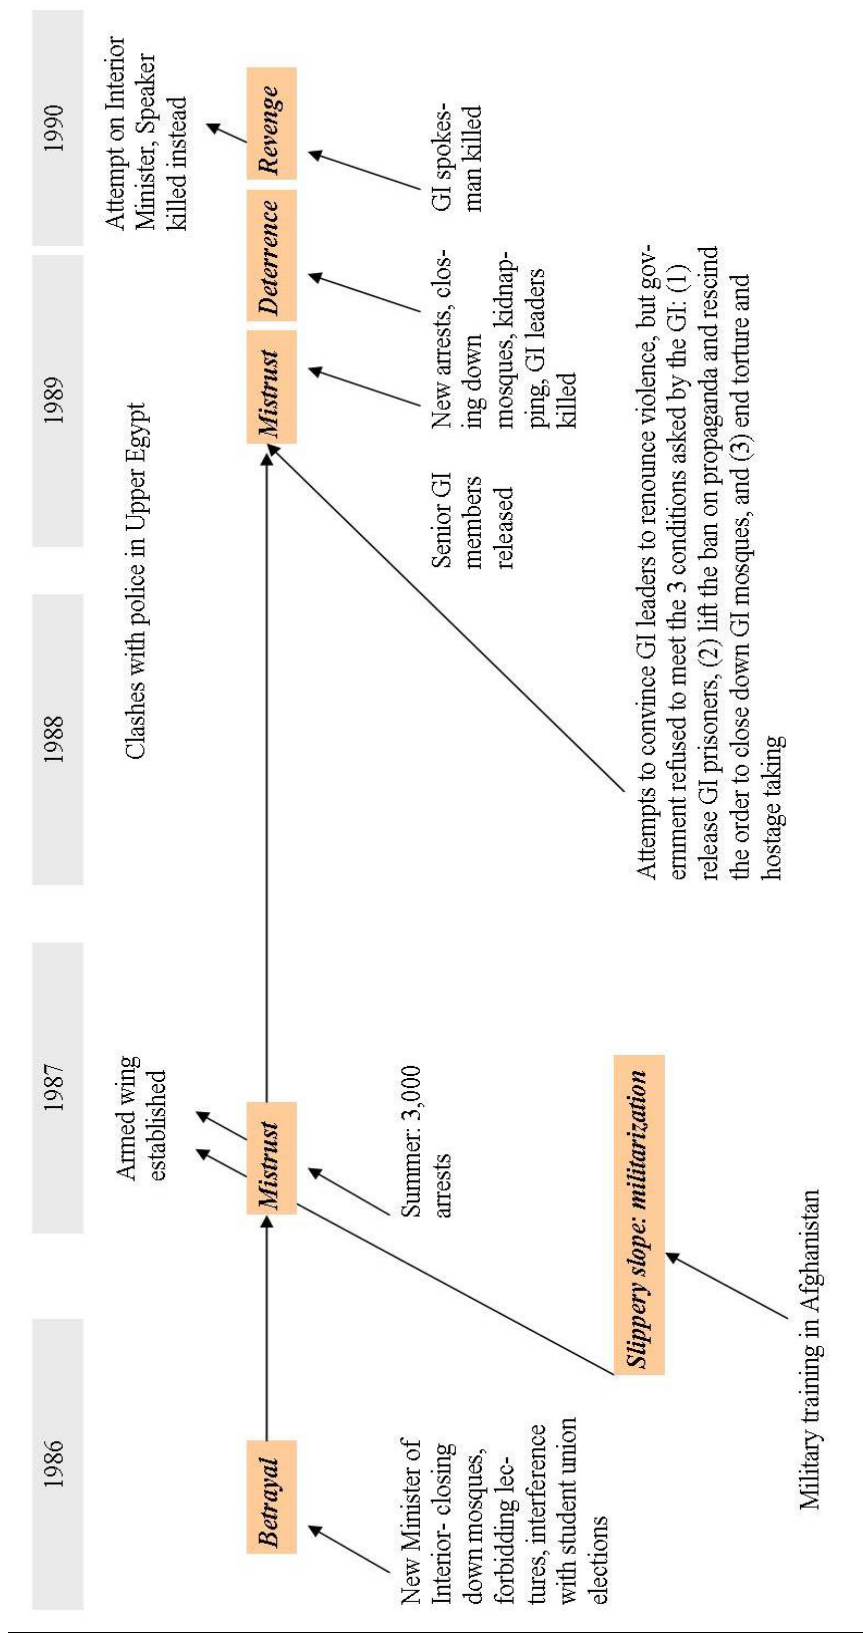 1986
1987
1988
1989
1990
Armed wing
established
Clashes with police in Upper Egypt
Attempt on Interior
Minister, Speaker
killed instead
Betrayal
Mistrust
Mistrust
Deterrence
Revenge
New Minister of
Interior- closing
down mosques,
forbidding lec-
tures, interference
with student union
elections
Summer: 3,000
arrests
Senior GI
members
released
New arrests, clos-
ing down
mosques, kidnap-
ping, GI leaders
killed
GI spokes-
man killed
Slippery slope: militarization
Attempts to convince GI leaders to renounce violence, but gov-
ernment refused to meet the 3 conditions asked by the GI: (1)
release GI prisoners, (2) lift the ban on propaganda and rescind
the order to close down GI mosques, and (3) end torture and
hostage taking
Military training in Afghanistan